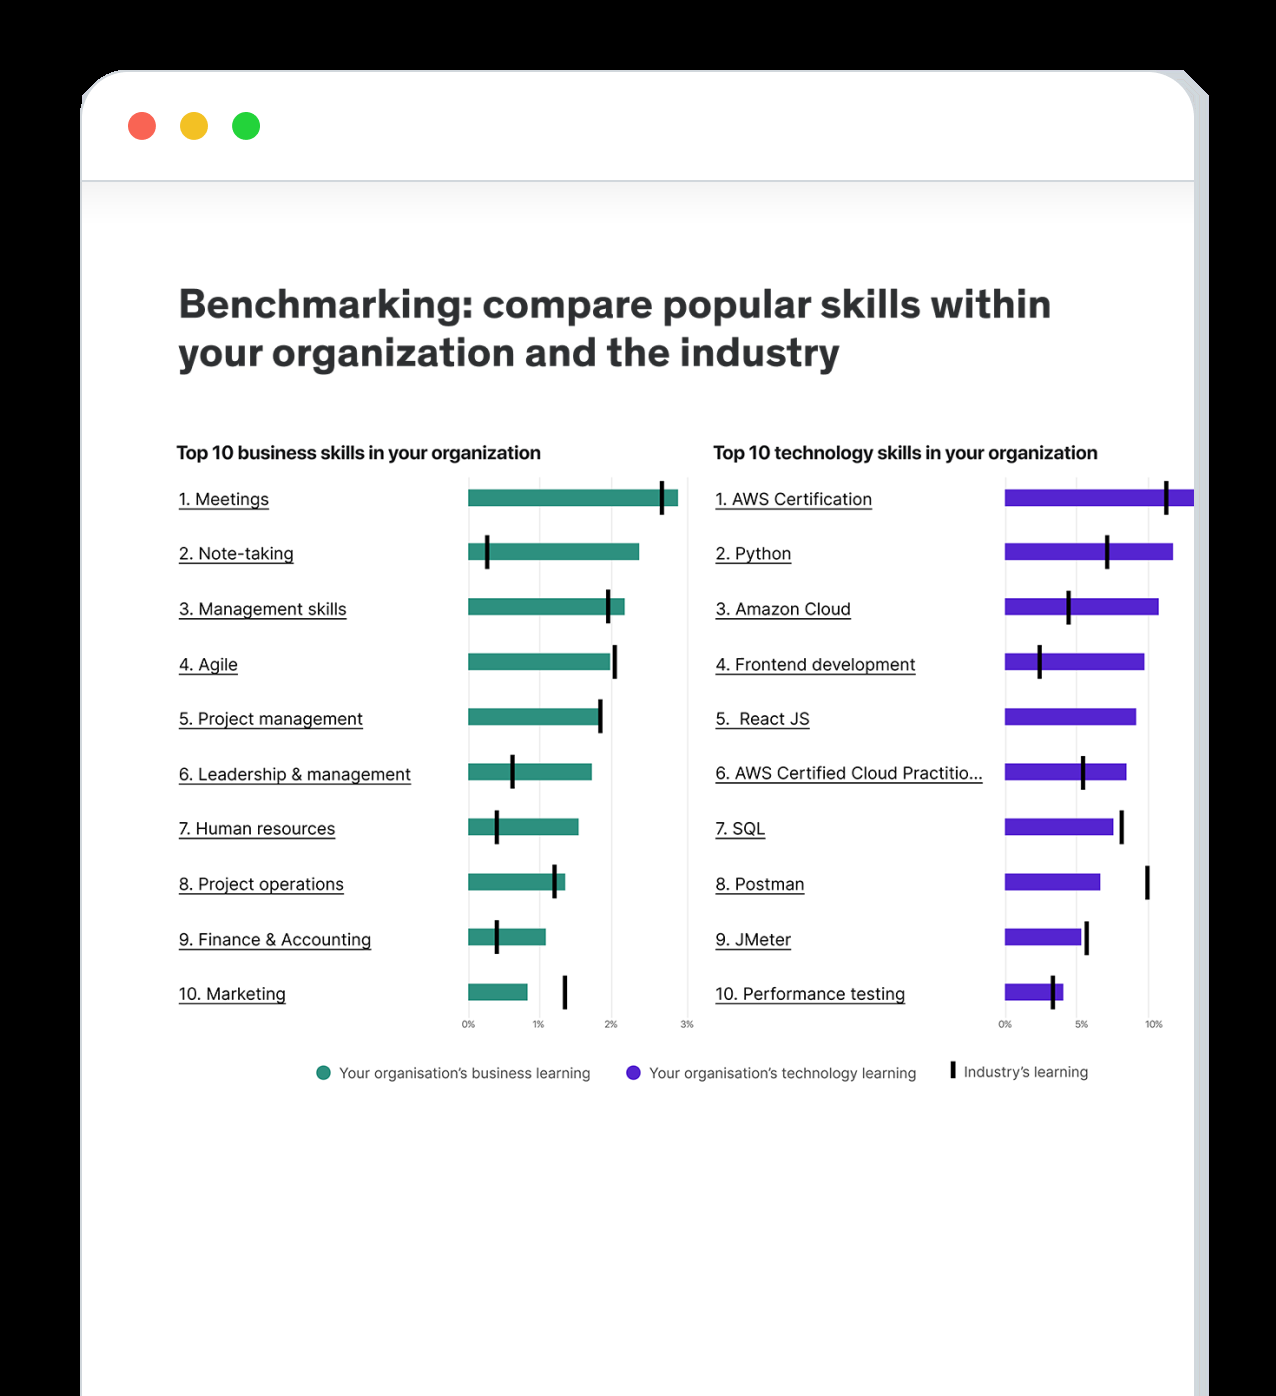 Benchmarking: compare popular skills within
your organization and the industry
Top 10 business skills in your organization
1. Meetings
2. Note-taking
3. Management skills
4. Agile
5. Project management
6. Leadership & management
7. Human resources
8. Project operations
9. Finance & Accounting
10. Marketing
0% 1% 2% 3%
Top 10 technology skills in your organization
1. AWS Certification
2. Python
3. Amazon Cloud
4. Frontend development
5. React JS
6. AWS Certified Cloud Practitio...
7. SQL
8. Postman
9. JMeter
10. Performance testing
0% 5% 10%
Your organisation's business learning
Your organisation's technology learning
Industry's learning